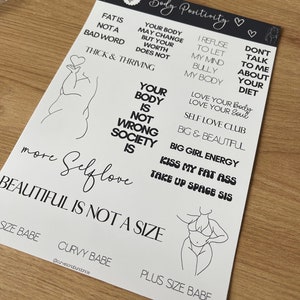 Body Positivity
FAT IS
NOT A
BAD WORD
YOUR BODY
MAY CHANGE
BUT YOUR
WORTH
DOES NOT
I REFUSE
TO LET
MY MIND
BULLY
MY BODY
DON'T
TALK
TO ME
ABOUT
YOUR
DIET
THICK & THRIVING
YOUR
BODY
IS
NOT
WRONG
SOCIETY
IS
LOVE YOUR Body
LOVE YOUR Soul
SELF LOVE CLUB
BIG & BEAUTIFUL
BIG GIRL ENERGY
KISS MY FAT ASS
TAKE UP SPACE SIS
more Selflove
BEAUTIFUL IS NOT A SIZE
SIZE BABE
CURVY BABE
PLUS SIZE BABE